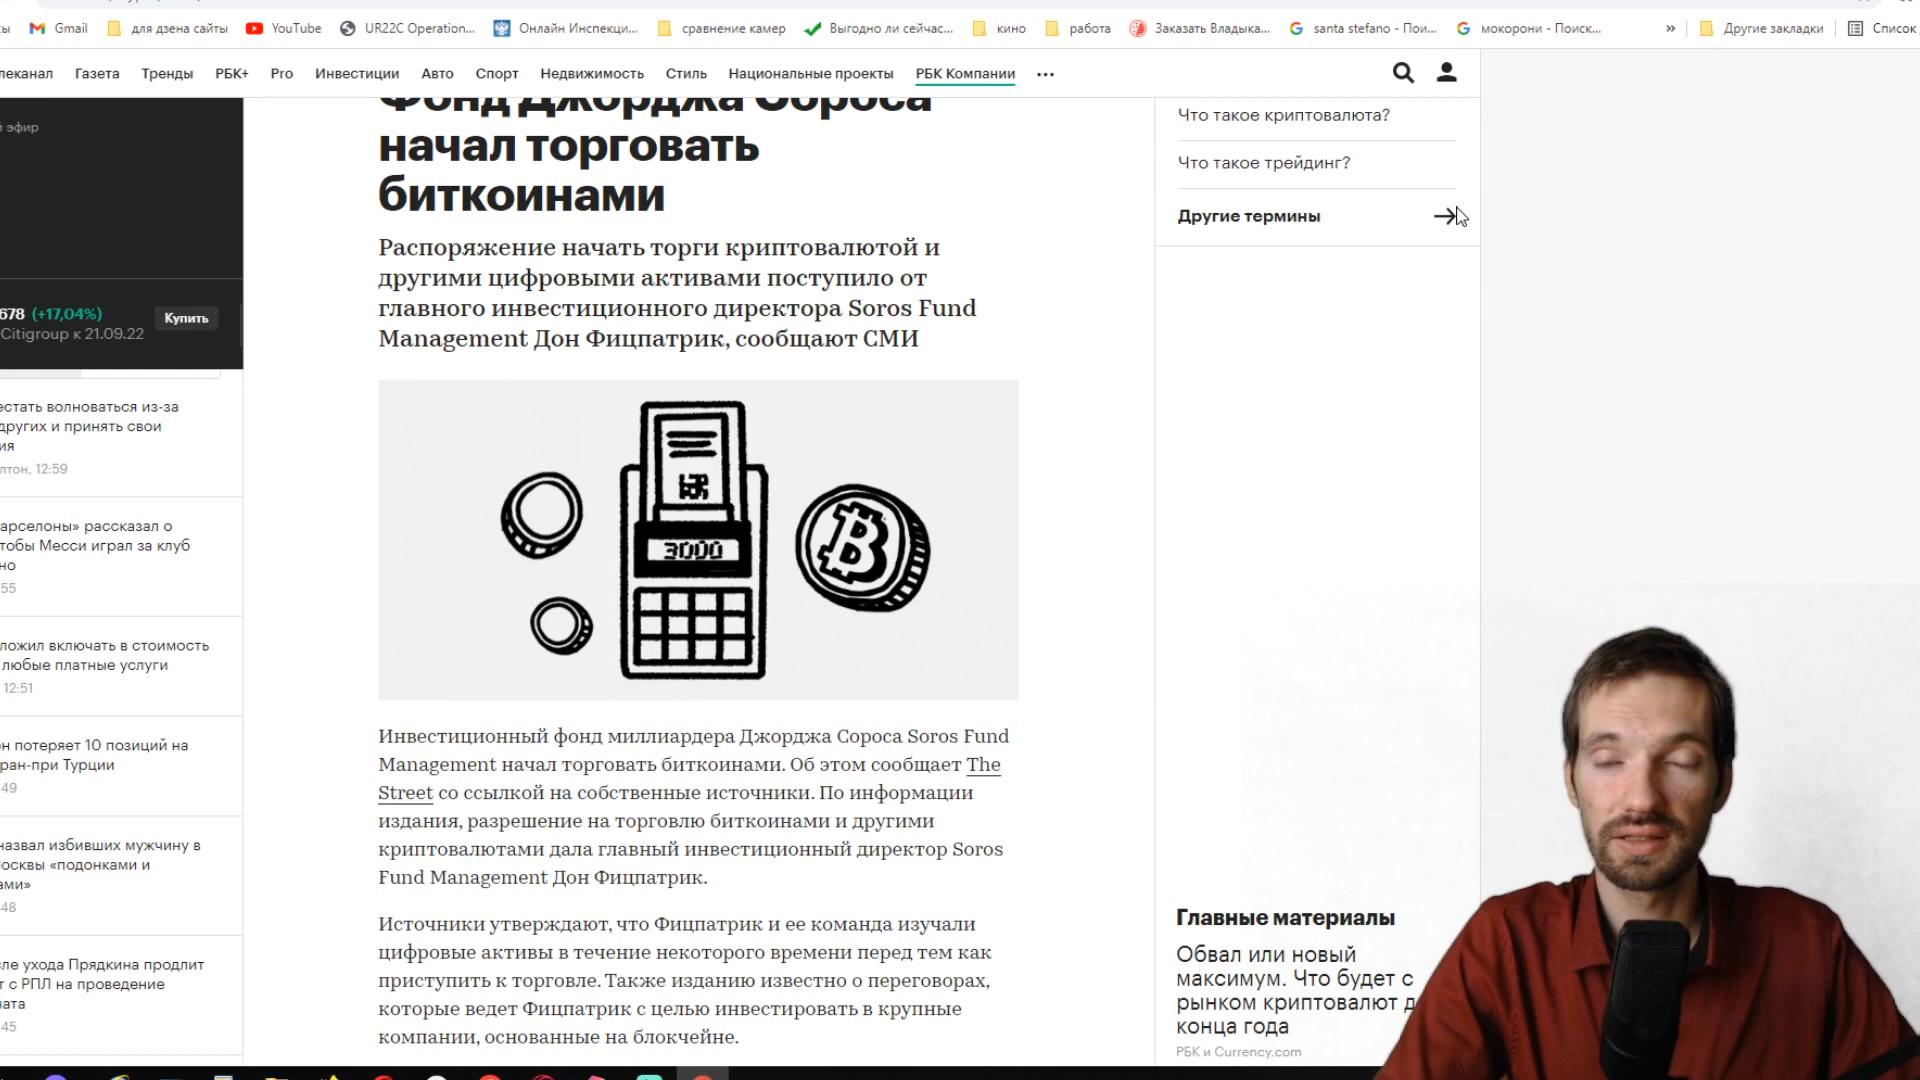 Gmail
для дзена сайты
YouTube
UR22C Operation...
Онлайн Инспекци...
сравнение камер
Выгодно ли сейчас...
кино
работа
Заказать Владыка...
santa stefano - Пои...
мокорони - Поиск...
»
Другие закладки
Список
леканал
Газета
Тренды
РБК+
Pro
Инвестиции
Авто
Спорт
Недвижимость
Стиль
Национальные проекты
РБК Компании
...
й эфир
678 (+17,04%)
Citigroup к 21.09.22
Купить
естать волноваться из-за
других и принять свои
ия
лтон, 12:59
арселоны» рассказал о
тобы Месси играл за клуб
но
55
ложил включать в стоимость
любые платные услуги
12:51
н потеряет 10 позиций на
ран-при Турции
49
назвал избивших мужчину в
осквы «подонками и
ами»
48
ле ухода Прядкина продлит
т с РПЛ на проведение
ната
45
Фонд Джорджа Сороса
начал торговать
биткоинами
Распоряжение начать торги криптовалютой и
другими цифровыми активами поступило от
главного инвестиционного директора Soros Fund
Management Дон Фицпатрик, сообщают СМИ
3000
Инвестиционный фонд миллиардера Джорджа Сороса Soros Fund
Management начал торговать биткоинами. Об этом сообщает The
Street со ссылкой на собственные источники. По информации
издания, разрешение на торговлю биткоинами и другими
криптовалютами дала главный инвестиционный директор Soros
Fund Management Дон Фицпатрик.
Источники утверждают, что Фицпатрик и ее команда изучали
цифровые активы в течение некоторого времени перед тем как
приступить к торговле. Также изданию известно о переговорах,
которые ведет Фицпатрик с целью инвестировать в крупные
компании, основанные на блокчейне.
Что такое криптовалюта?
Что такое трейдинг?
Другие термины
Главные материалы
Обвал или новый
максимум. Что будет с
рынком криптовалют д
конца года
РБК и Currency.com